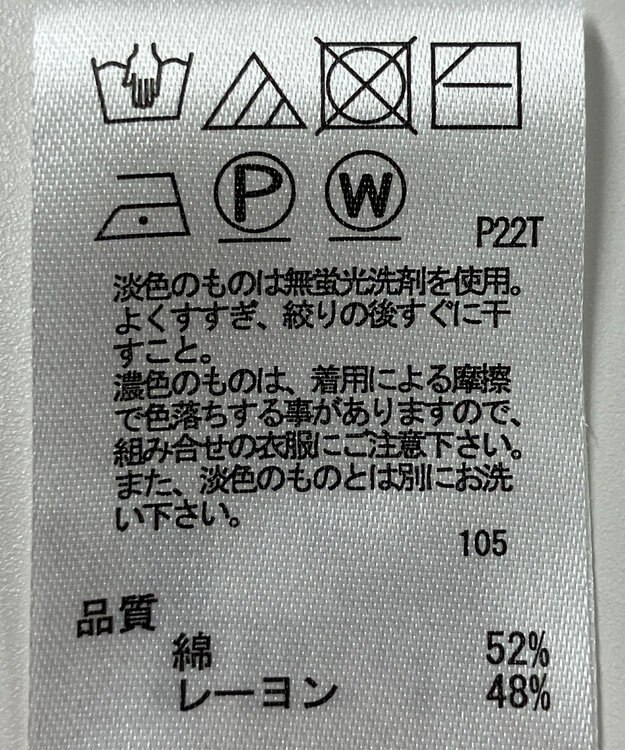 P W
P22T
淡色のものは無蛍光洗剤を使用。
よくすすぎ、絞りの後すぐに干
すこと。
濃色のものは、着用による摩擦
で色落ちする事がありますので、
組み合せの衣服にご注意下さい。
また、淡色のものとは別にお洗
い下さい。
105
品質
綿 52%
レーヨン 48%